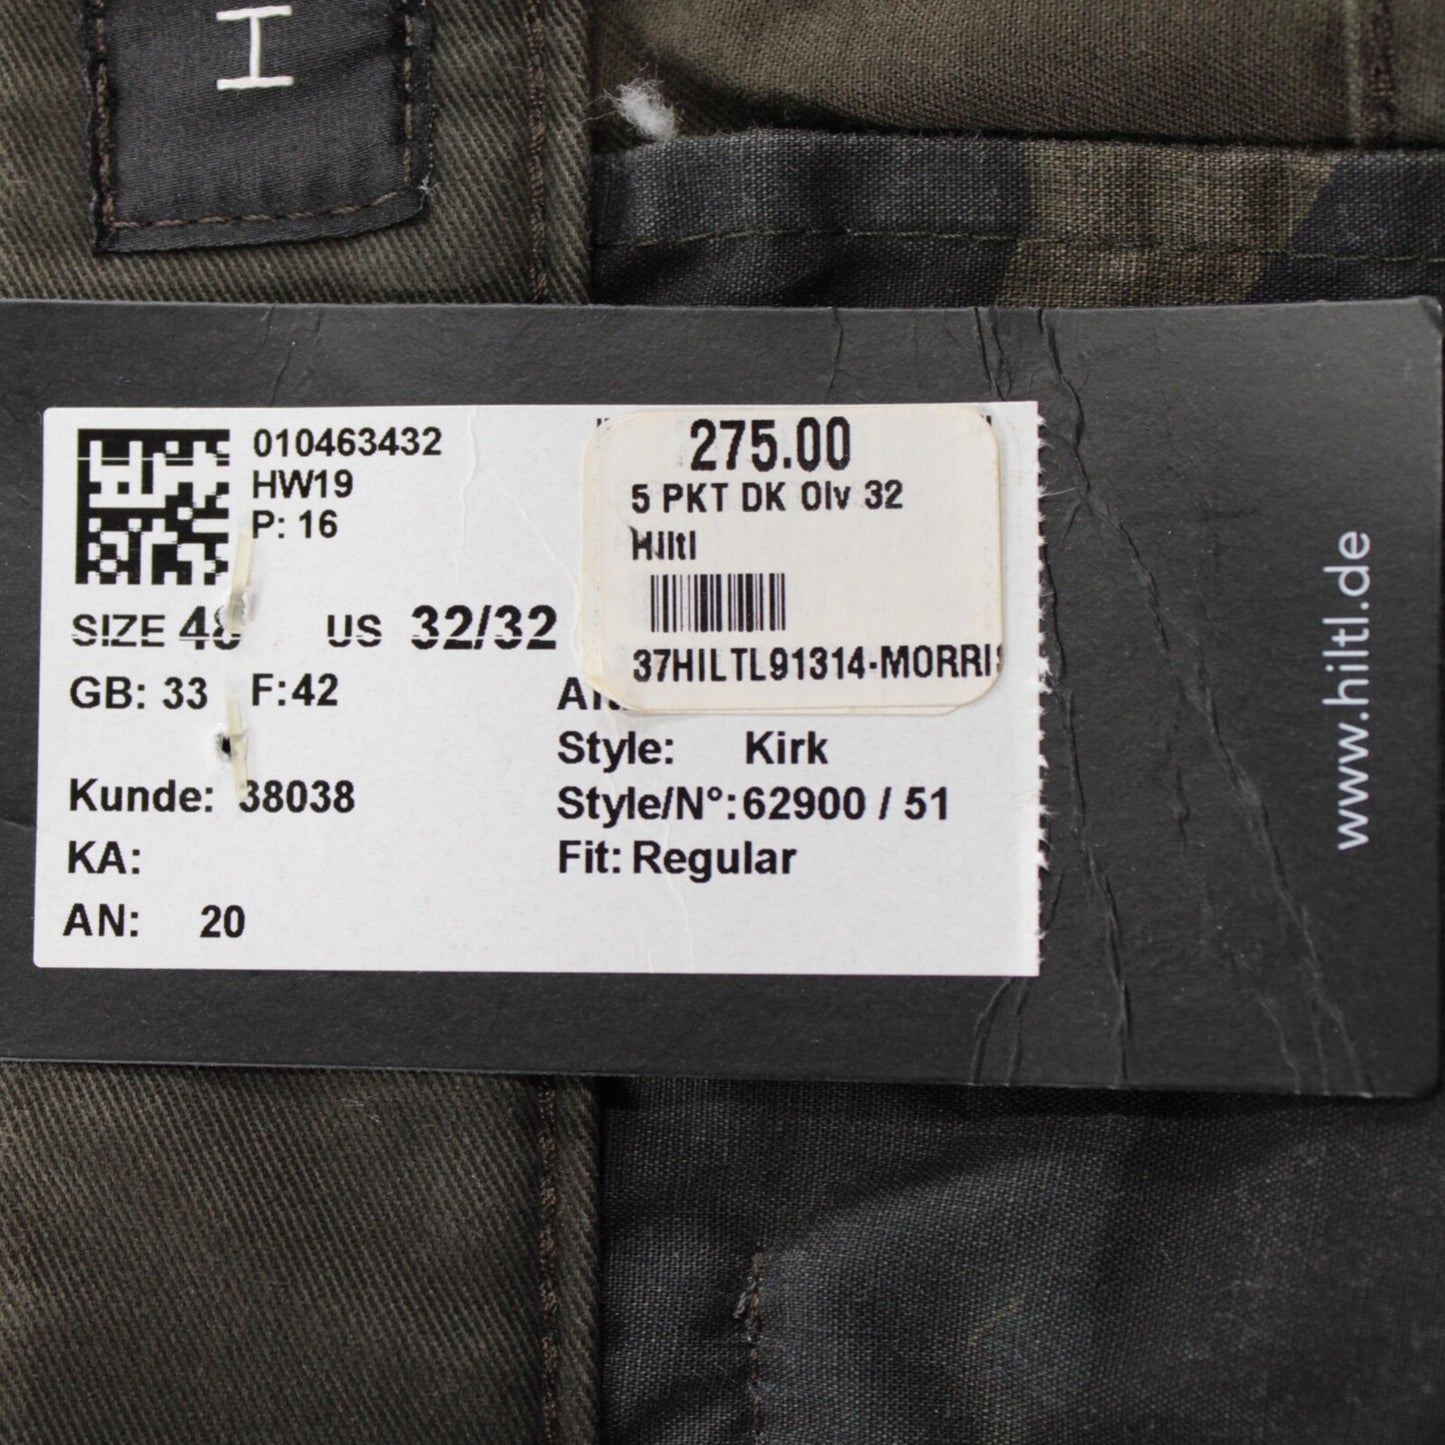 H
010463432
HW19
P: 16
SIZE 48 US 32/32
GB: 33 F:42
Kunde: 38038
KA:
AN: 20
275.00
5 PKT DK Olv 32
Hiltl
37HILTL91314-MORRIS
Style: Kirk
Style/N°:62900 / 51
Fit: Regular
www.hiltl.de